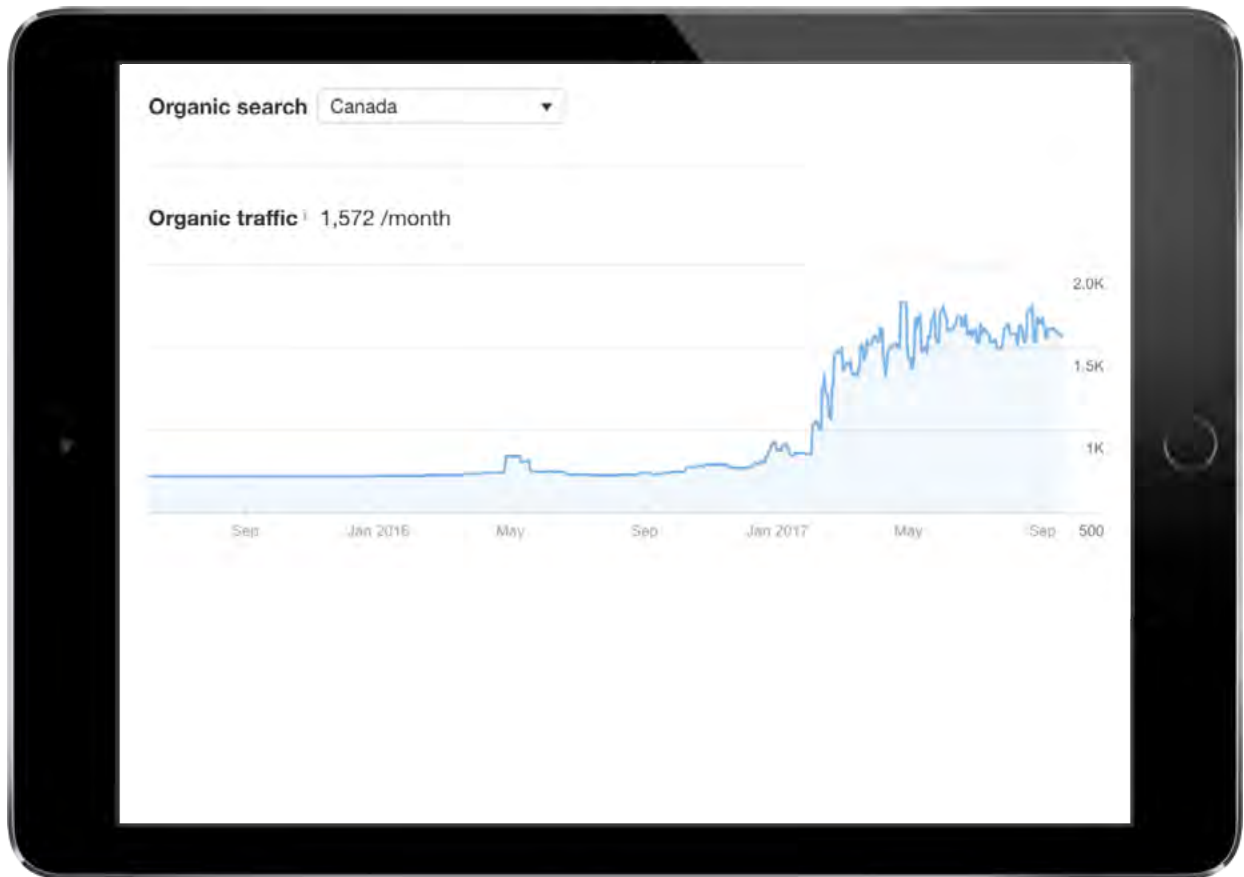 Organic search Canada
Organic traffic i 1,572 /month
2.0K
1.5K
1K
Sep Jan 2016 May Sep Jan 2017 May Sep 500